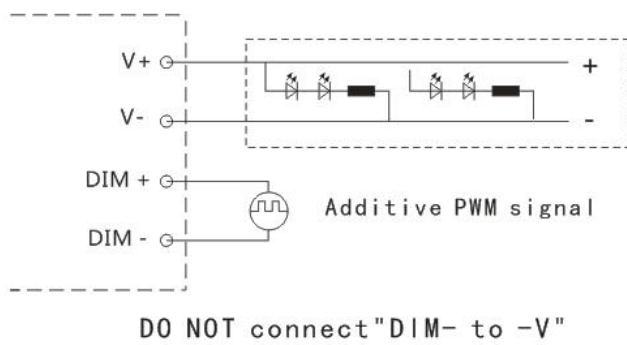 V+
+
V-
-
DIM +
Additive PWM signal
DIM -
DO NOT connect"DIM- to -V"